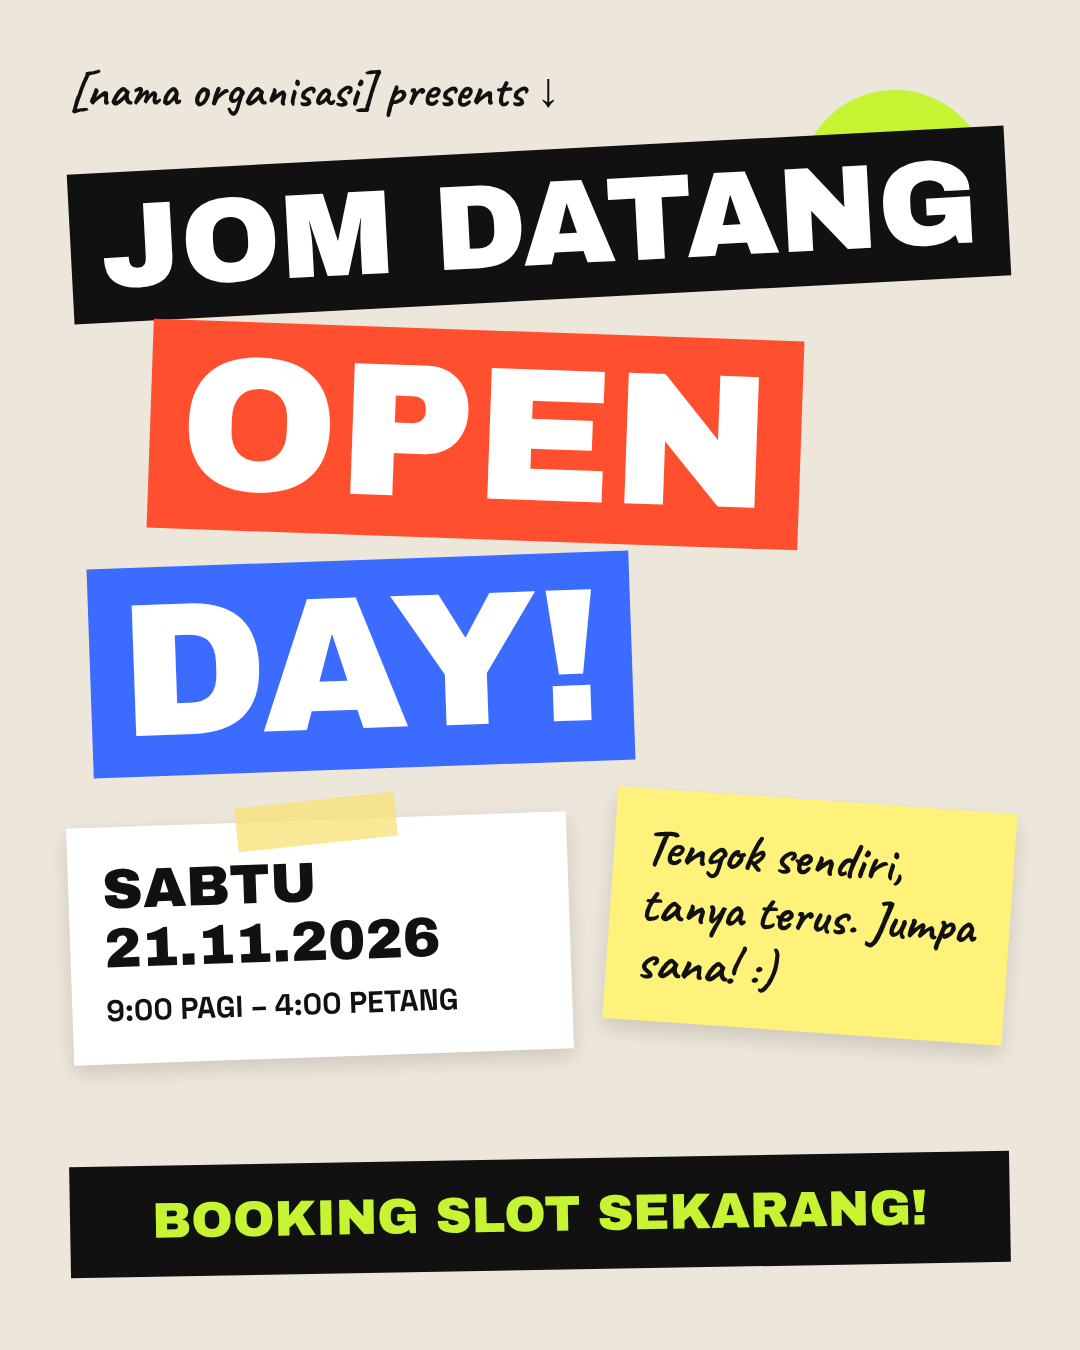 [nama organisasi] presents ↓
JOM DATANG
OPEN
DAY!
SABTU
21.11.2026
9:00 PAGI – 4:00 PETANG
Tengok sendiri,
tanya terus. Jumpa
sana! :)
BOOKING SLOT SEKARANG!